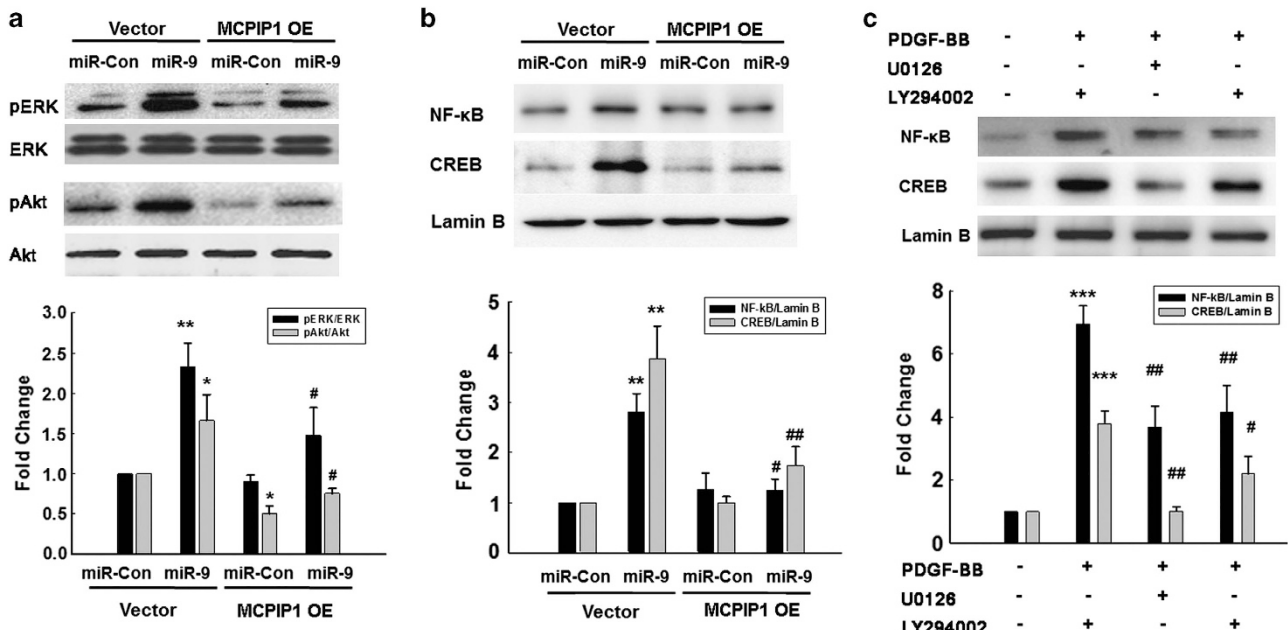 a
Vector MCPIP1 OE
miR-Con miR-9 miR-Con miR-9
pERK
ERK
pAkt
Akt
3.0
2.5
2.0
1.5
1.0
0.5
0.0
Fold Change
pERK/ERK
pAkt/Akt
**
*
*
#
#
miR-Con miR-9 miR-Con miR-9
Vector MCPIP1 OE
b
Vector MCPIP1 OE
miR-Con miR-9 miR-Con miR-9
NF-κB
CREB
Lamin B
5
4
3
2
1
0
Fold Change
NF-kB/Lamin B
CREB/Lamin B
**
**
#
##
miR-Con miR-9 miR-Con miR-9
Vector MCPIP1 OE
c
PDGF-BB - + + +
U0126 - - + -
LY294002 - + - +
NF-κB
CREB
Lamin B
8
6
4
2
0
Fold Change
NF-kB/Lamin B
CREB/Lamin B
***
***
##
##
##
#
PDGF-BB - + + +
U0126 - - + -
LY294002 - + - +